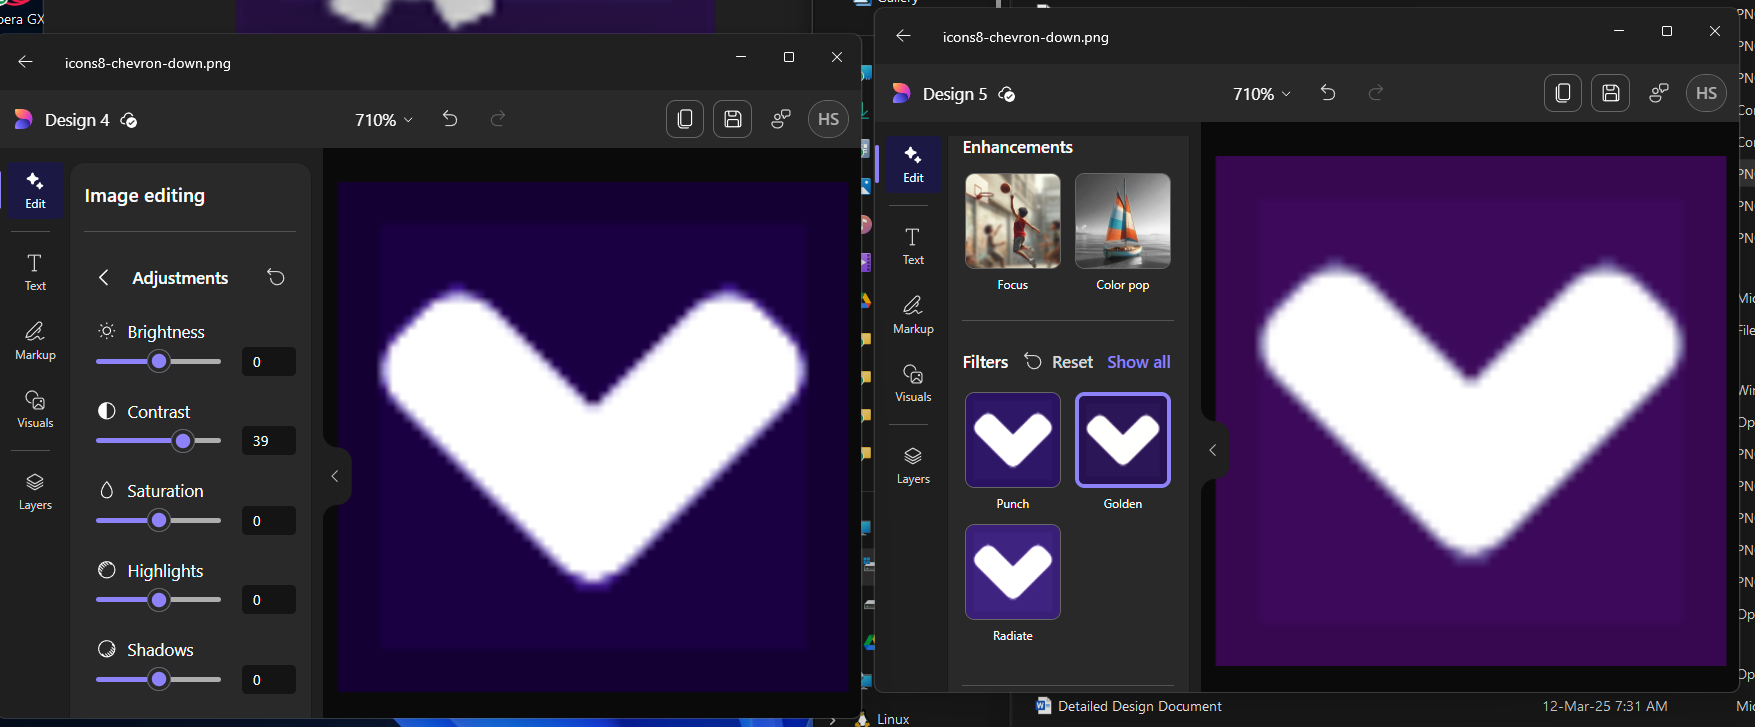 pera GX
Gallery
icons8-chevron-down.png
Design 4
710%
HS
Edit
Text
Markup
Visuals
Layers
Image editing
Adjustments
Brightness
0
Contrast
39
Saturation
0
Highlights
0
Shadows
0
icons8-chevron-down.png
Design 5
710%
HS
Edit
Text
Markup
Visuals
Layers
Enhancements
Focus
Color pop
Filters Reset Show all
Punch
Golden
Radiate
Linux
Detailed Design Document
12-Mar-25 7:31 AM